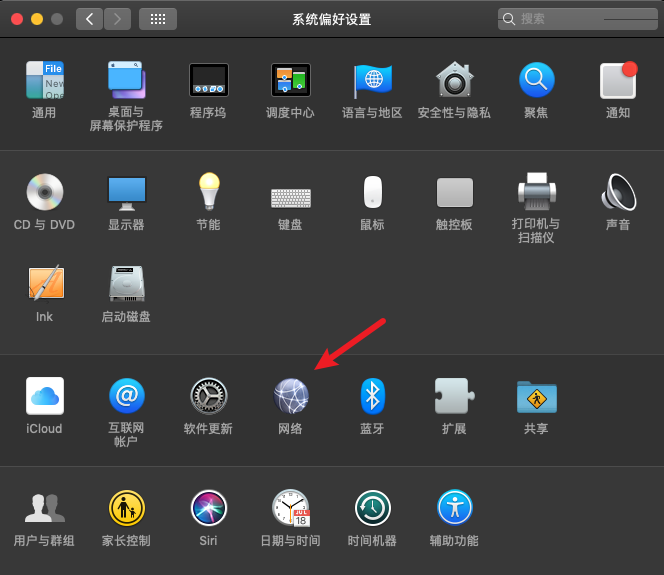 系统偏好设置
搜索
File
New
Ope
通用
桌面与
屏幕保护程序
程序坞
调度中心
语言与地区
安全性与隐私
聚焦
通知
CD 与 DVD
显示器
节能
键盘
鼠标
触控板
打印机与
扫描仪
声音
Ink
启动磁盘
iCloud
@
互联网
帐户
软件更新
网络
蓝牙
扩展
共享
用户与群组
家长控制
Siri
JUL
18
日期与时间
时间机器
辅助功能